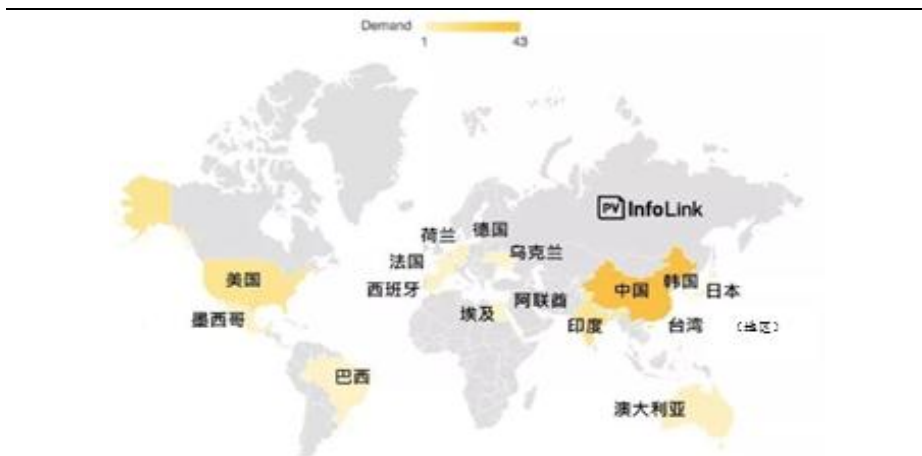 Demand
1 43
PV InfoLink
荷兰 德国
法国 乌克兰
美国 西班牙 中国 韩国 日本
墨西哥 埃及 阿联酋 印度 台湾 (地区)
巴西
澳大利亚